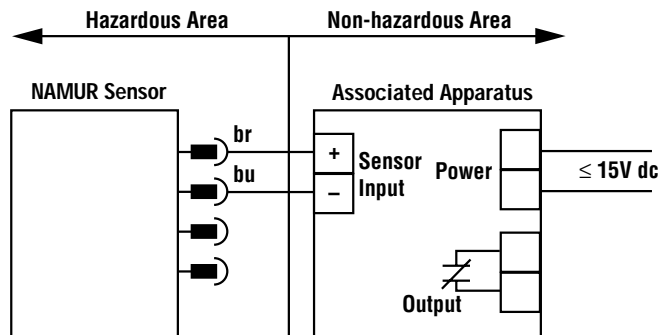 Hazardous Area
Non-hazardous Area
NAMUR Sensor
Associated Apparatus
br
bu
+
–
Sensor
Input
Power
≤ 15V dc
Output